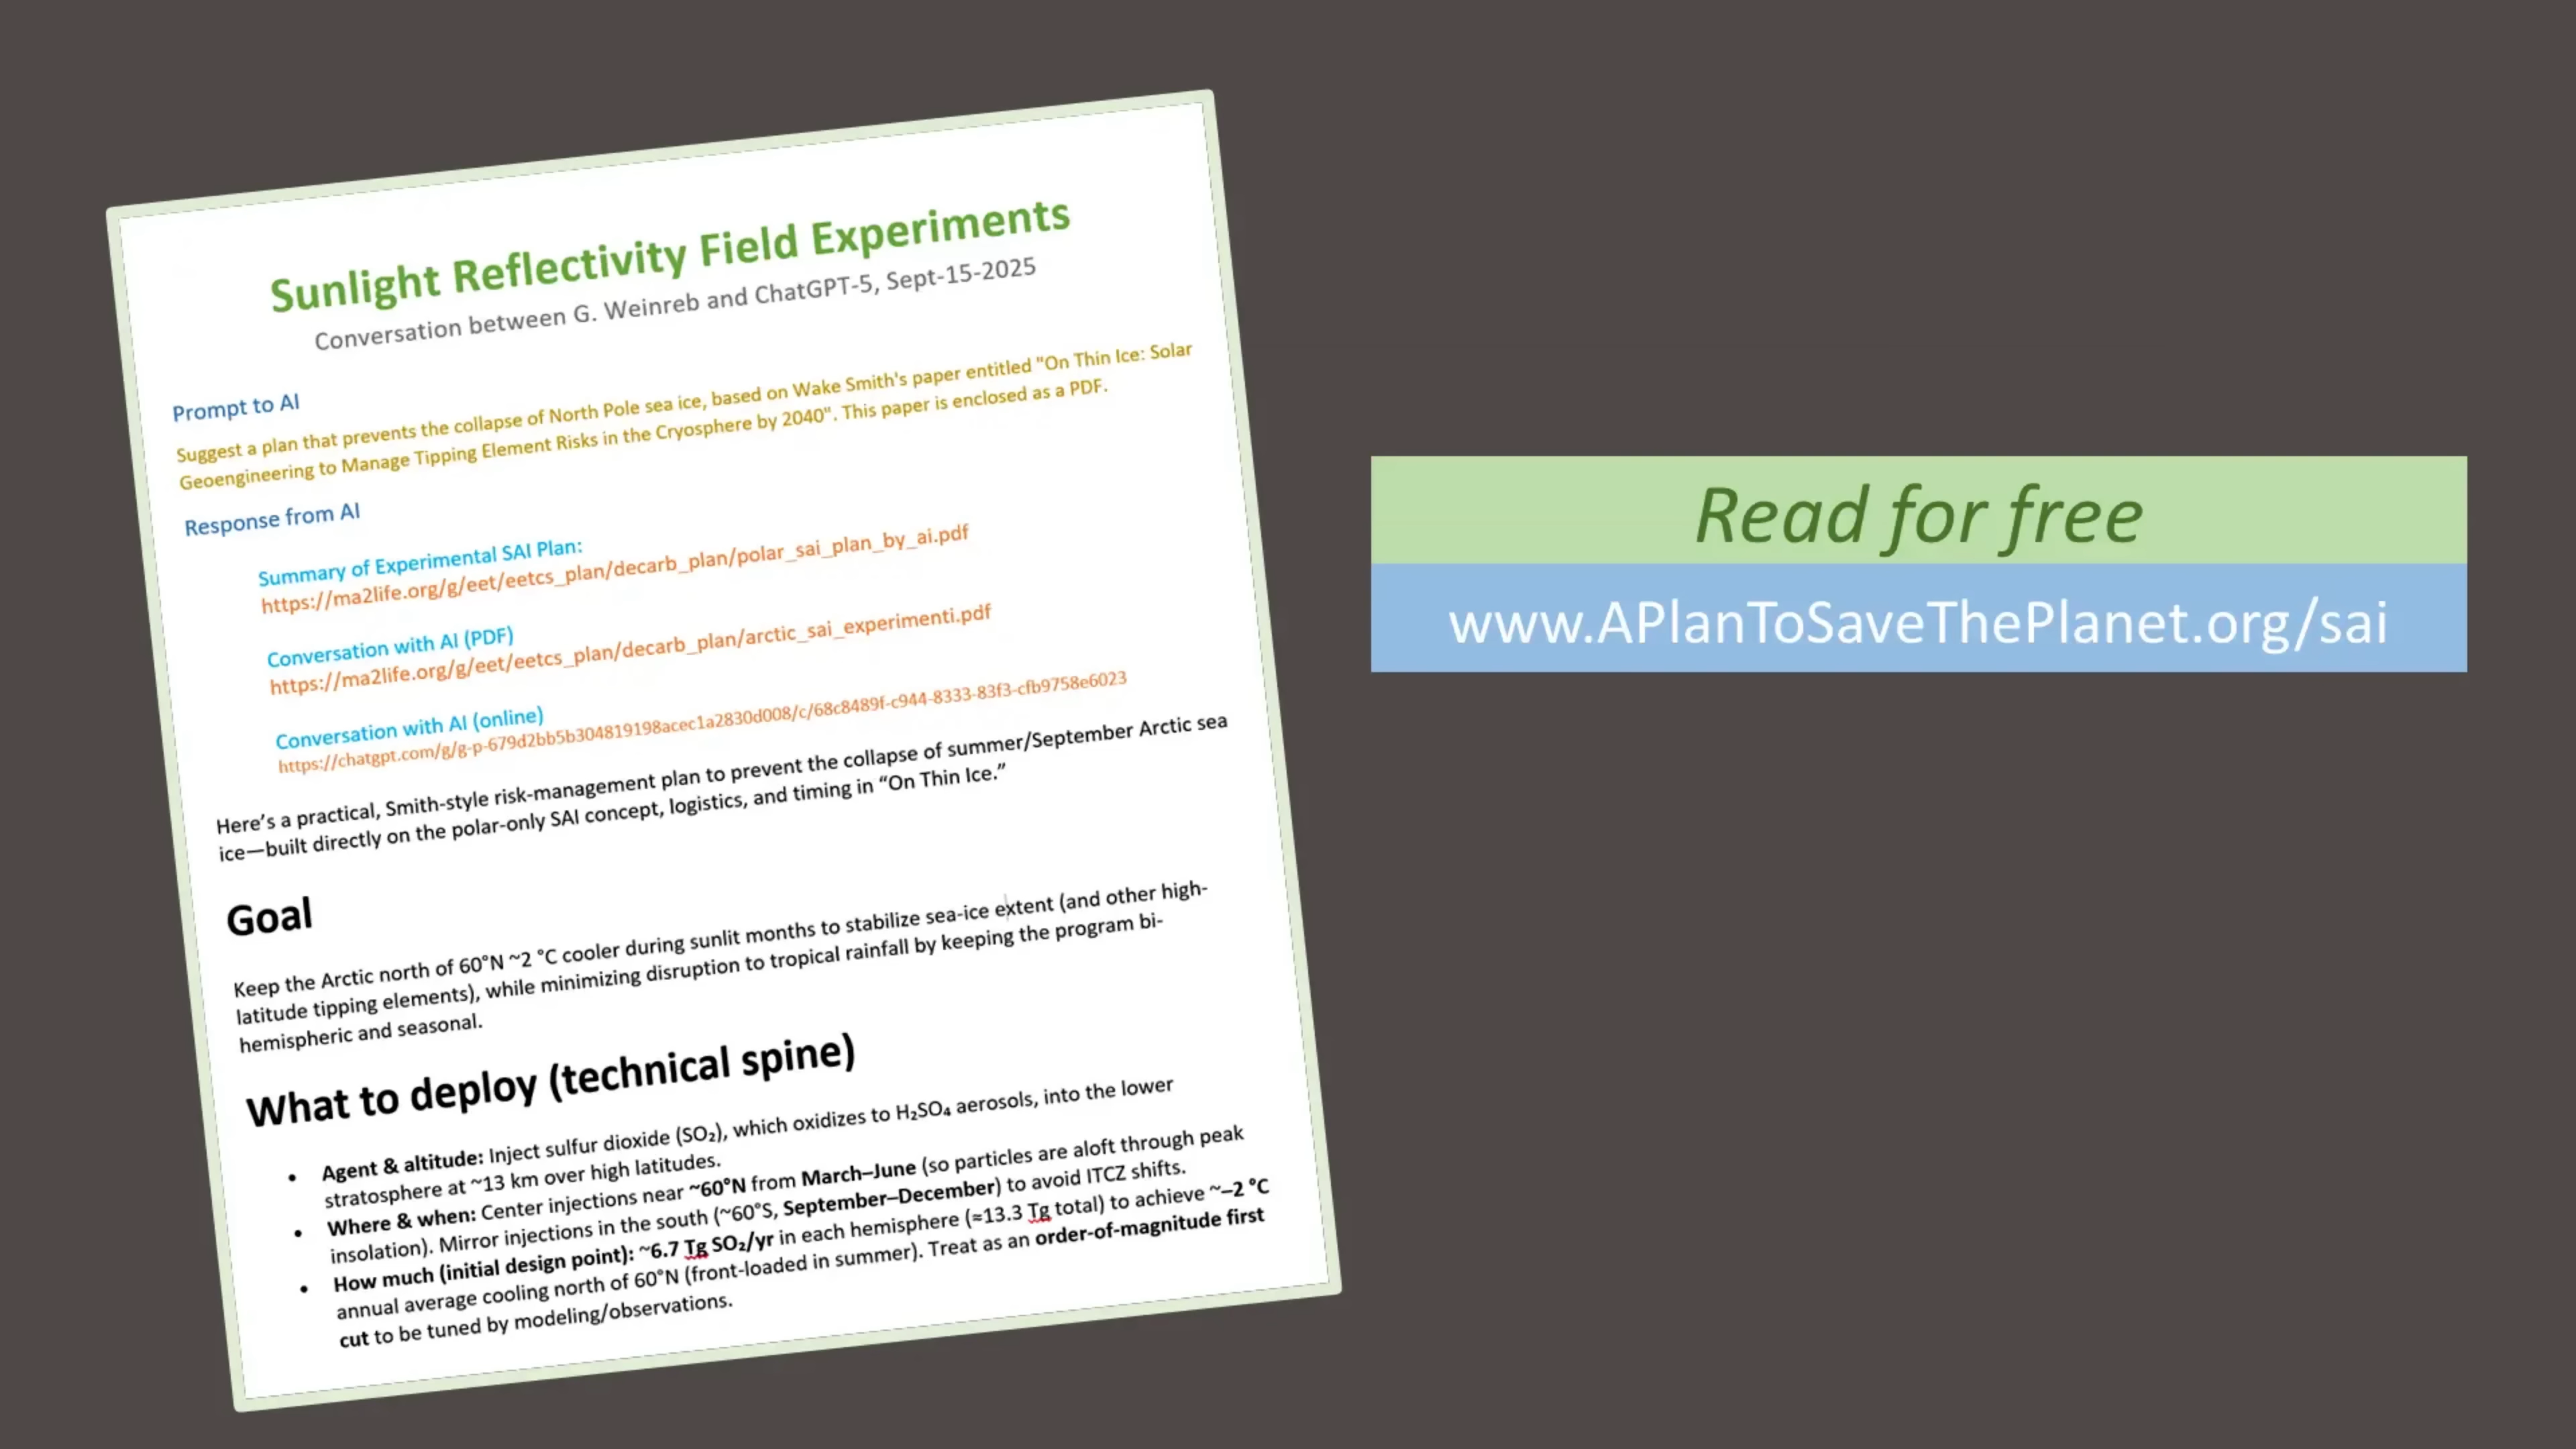 Sunlight Reflectivity Field Experiments
Conversation between G. Weinreb and ChatGPT-5, Sept-15-2025
Prompt to AI
Suggest a plan that prevents the collapse of North Pole sea ice, based on Wake Smith's paper entitled "On Thin Ice: Solar
Geoengineering to Manage Tipping Element Risks in the Cryosphere by 2040". This paper is enclosed as a PDF.
Response from AI
Summary of Experimental SAI Plan:
https://ma2life.org/g/eet/eetcs_plan/decarb_plan/polar_sai_plan_by_ai.pdf
Conversation with AI (PDF)
https://ma2life.org/g/eet/eetcs_plan/decarb_plan/arctic_sai_experimenti.pdf
Conversation with AI (online)
https://chatgpt.com/g/g-p-679d2bb5b304819198acec1a2830d008/c/68c8489f-c944-8333-83f3-cfb9758e6023
Here’s a practical, Smith-style risk-management plan to prevent the collapse of summer/September Arctic sea
ice—built directly on the polar-only SAI concept, logistics, and timing in “On Thin Ice.”
Goal
Keep the Arctic north of 60°N ~2 °C cooler during sunlit months to stabilize sea-ice extent (and other high-
latitude tipping elements), while minimizing disruption to tropical rainfall by keeping the program bi-
hemispheric and seasonal.
What to deploy (technical spine)
• Agent & altitude: Inject sulfur dioxide (SO₂), which oxidizes to H₂SO₄ aerosols, into the lower
stratosphere at ~13 km over high latitudes.
• Where & when: Center injections near ~60°N from March–June (so particles are aloft through peak
insolation). Mirror injections in the south (~60°S, September–December) to avoid ITCZ shifts.
• How much (initial design point): ~6.7 Tg SO₂/yr in each hemisphere (≈13.3 Tg total) to achieve ~–2 °C
annual average cooling north of 60°N (front-loaded in summer). Treat as an order-of-magnitude first
cut to be tuned by modeling/observations.
Read for free
www.APlanToSaveThePlanet.org/sai